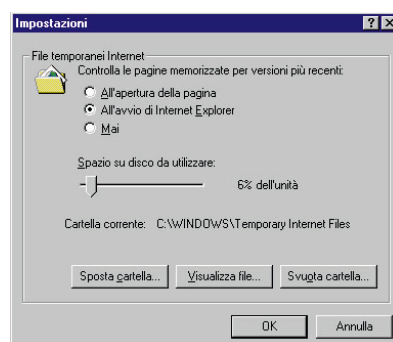 Impostazioni
File temporanei Internet
Controlla le pagine memorizzate per versioni più recenti:
All'apertura della pagina
All'avvio di Internet Explorer
Mai
Spazio su disco da utilizzare:
6% dell'unità
Cartella corrente: C:\WINDOWS\Temporary Internet Files
Sposta cartella... Visualizza file... Svuota cartella...
OK Annulla